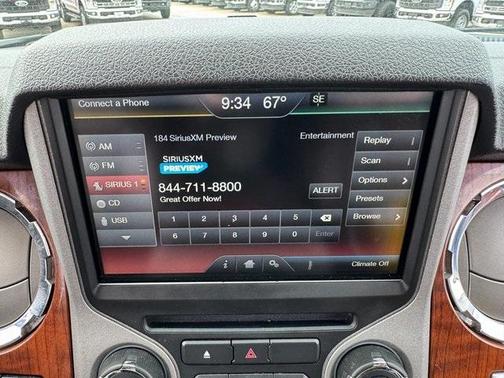 Connect a Phone
9:34 67° SE
184 SiriusXM Preview
Entertainment
AM
FM
SIRIUS 1
CD
USB
SIRIUSXM
PREVIEW
844-711-8800
Great Offer Now!
ALERT
1 2 3 4 5
6 7 8 9 0 Enter
Replay
Scan
Options
Presets
Browse
Climate Off